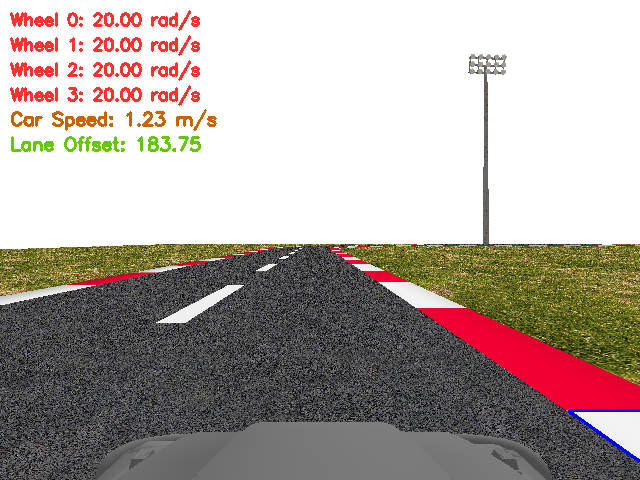 Wheel 0: 20.00 rad/s
Wheel 1: 20.00 rad/s
Wheel 2: 20.00 rad/s
Wheel 3: 20.00 rad/s
Car Speed: 1.23 m/s
Lane Offset: 183.75